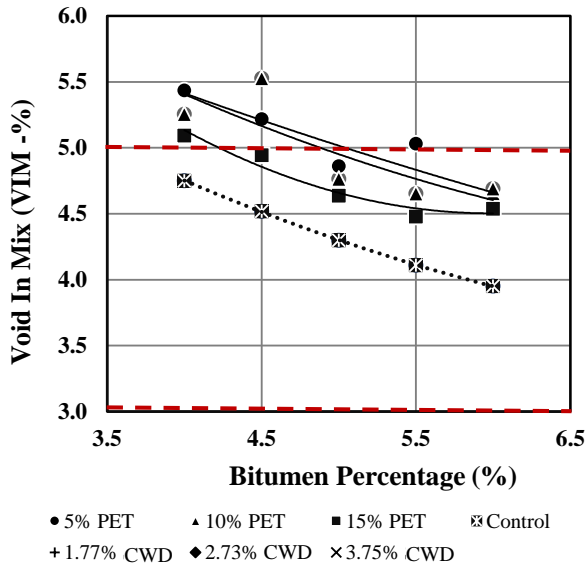 Void In Mix (VIM -%)
6.0
5.5
5.0
4.5
4.0
3.5
3.0
3.5 4.5 5.5 6.5
Bitumen Percentage (%)
5% PET 10% PET 15% PET Control
1.77% CWD 2.73% CWD 3.75% CWD